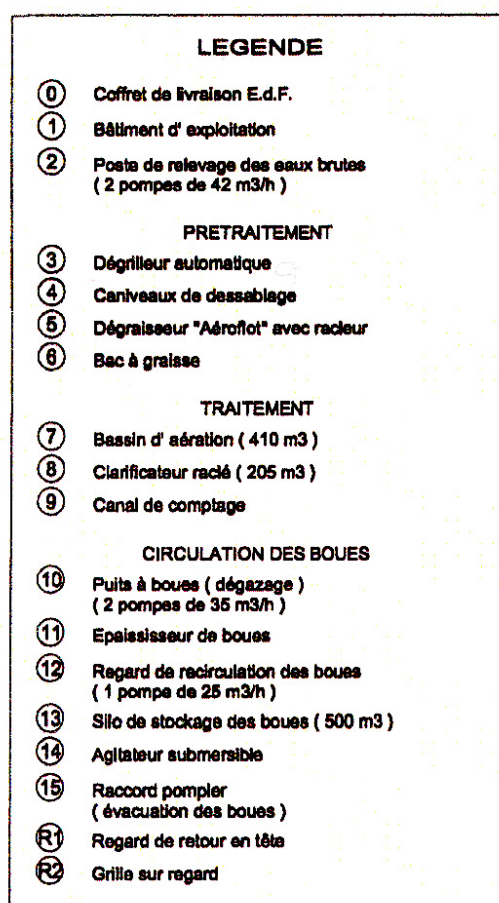 LEGENDE
0 Coffret de livraison E.d.F.
1 Bâtiment d' exploitation
2 Poste de relevage des eaux brutes
( 2 pompes de 42 m3/h )
PRETRAITEMENT
3 Dégrilleur automatique
4 Caniveaux de dessablage
5 Dégraisseur "Aéroflot" avec racleur
6 Bac à graisse
TRAITEMENT
7 Bassin d' aération ( 410 m3 )
8 Clarificateur raclé ( 205 m3 )
9 Canal de comptage
CIRCULATION DES BOUES
10 Puits à boues ( dégazage )
( 2 pompes de 35 m3/h )
11 Epaississeur de boues
12 Regard de recirculation des boues
( 1 pompe de 25 m3/h )
13 Silo de stockage des boues ( 500 m3 )
14 Agitateur submersible
15 Raccord pompier
( évacuation des boues )
R1 Regard de retour en tête
R2 Grille sur regard